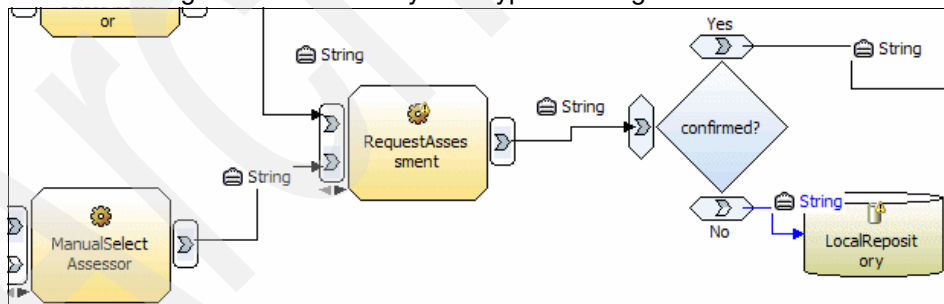 or
String
Yes
String
String
RequestAsses
sment
confirmed?
String
String
No
ManualSelect
Assessor
LocalReposit
ory